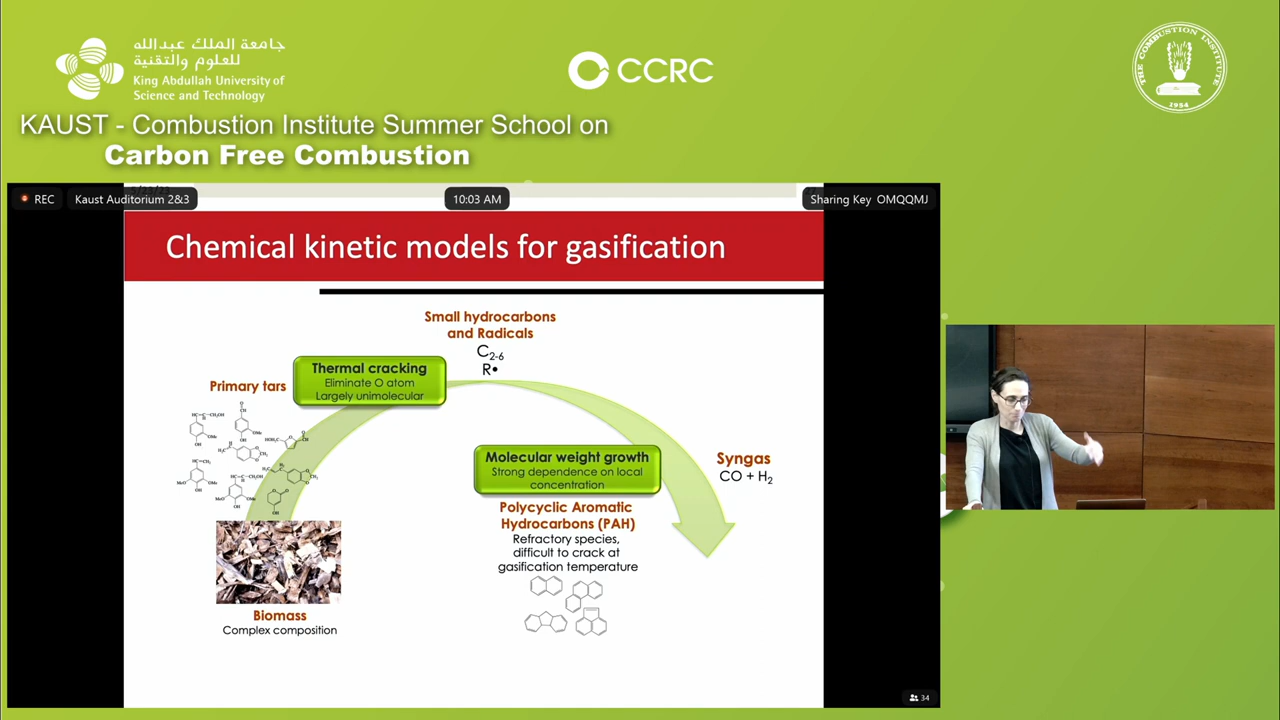 جامعة الملك عبدالله
للعلوم والتقنية
King Abdullah University of
Science and Technology
CCRC
THE COMBUSTION INSTITUTE
1954
KAUST - Combustion Institute Summer School on
Carbon Free Combustion
REC
Kaust Auditorium 2&3
10:03 AM
Sharing Key OMQQMJ
Chemical kinetic models for gasification
Small hydrocarbons
and Radicals
C2-6
R•
Thermal cracking
Eliminate O atom
Largely unimolecular
Primary tars
Molecular weight growth
Strong dependence on local
concentration
Syngas
CO + H2
Polycyclic Aromatic
Hydrocarbons (PAH)
Refractory species,
difficult to crack at
gasification temperature
Biomass
Complex composition
34